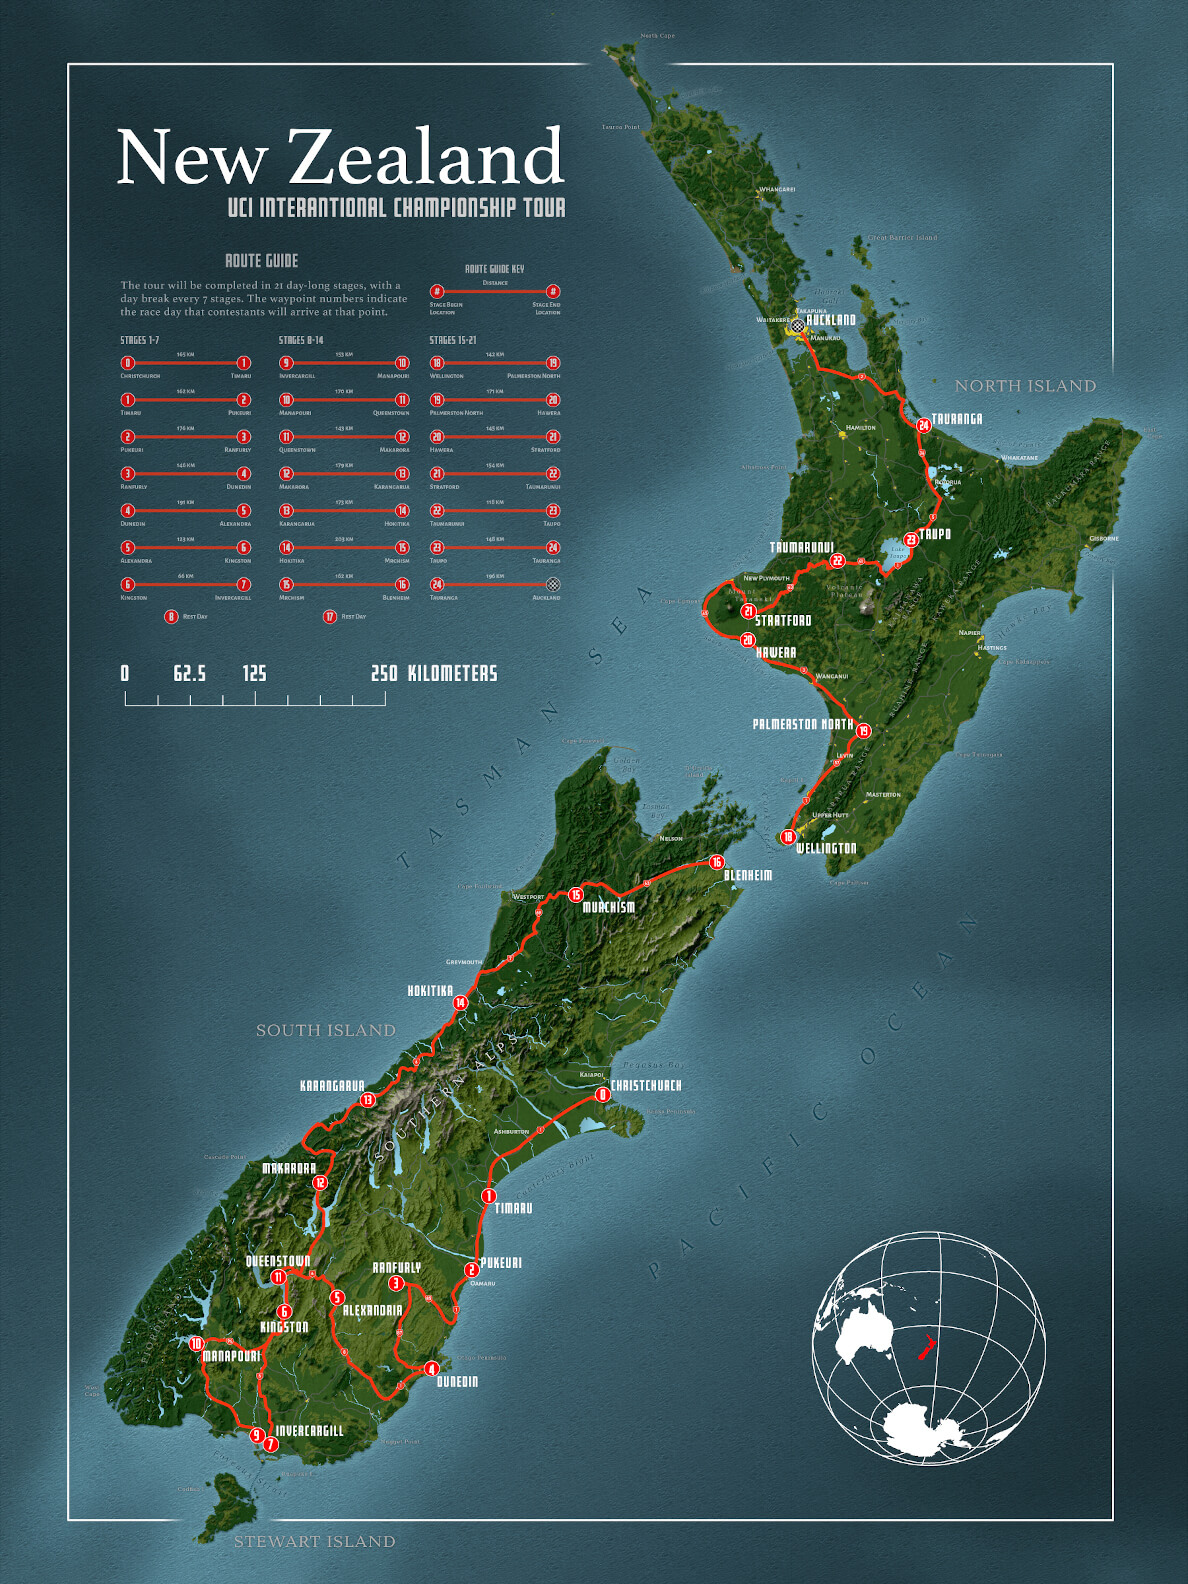 North Cape
Tauroa Point
New Zealand
UCI INTERANTIONAL CHAMPIONSHIP TOUR
WHANGAREI
Great Barrier Island
ROUTE GUIDE
The tour will be completed in 21 day-long stages, with a
day break every 7 stages. The waypoint numbers indicate
the race day that contestants will arrive at that point.
ROUTE GUIDE KEY
DISTANCE
# #
STAGE BEGIN LOCATION
STAGE END LOCATION
STAGES 1-7
165 KM
0 1
CHRISTCHURCH TIMARU
162 KM
1 2
TIMARU PUKEURI
176 KM
2 3
PUKEURI RANFURLY
146 KM
3 4
RANFURLY DUNEDIN
191 KM
4 5
DUNEDIN ALEXANDRA
123 KM
5 6
ALEXANDRA KINGSTON
66 KM
6 7
KINGSTON INVERCARGILL
8 REST DAY
STAGES 8-14
153 KM
9 10
INVERCARGILL MANAPOURI
170 KM
10 11
MANAPOURI QUEENSTOWN
143 KM
11 12
QUEENSTOWN MAKARORA
179 KM
12 13
MAKARORA KARANGARUA
173 KM
13 14
KARANGARUA HOKITIKA
203 KM
14 15
HOKITIKA MRCHISM
162 KM
15 16
MRCHISM BLENHEIM
17 REST DAY
STAGES 15-21
142 KM
18 19
WELLINGTON PALMERSTON NORTH
171 KM
19 20
PALMERSTON NORTH HAWERA
145 KM
20 21
HAWERA STRATFORD
154 KM
21 22
STRATFORD TAUMARUNUI
118 KM
22 23
TAUMARUNUI TAUPO
148 KM
23 24
TAUPO TAURANGA
196 KM
24
TAURANGA AUCKLAND
0 62.5 125 250 KILOMETERS
TAKAPUNA
WAITAKERE
AUCKLAND
MANUKAU
NORTH ISLAND
24 TAURANGA
HAMILTON
WHAKATANE
ROTORUA
RAUKUMARA RANGE
GISBORNE
23 TAUPO
Lake Taupo
TAUMARUNUI
22
NEW PLYMOUTH
Mount Taranaki
Volcanic Plateau
21
STRATFORD
20
HAWERA
NAPIER
HASTINGS
Hawke Bay
Cape Kidnappers
WANGANUI
RUAHINE RANGE
PALMERSTON NORTH
19
LEVIN
TARARUA RANGE
MASTERTON
UPPER HUTT
18
WELLINGTON
Cape Palliser
TASMAN SEA
Golden Bay
Tasman Bay
NELSON
16
BLENHEIM
Cape Foulwind
WESTPORT
15
MURCHISM
GREYMOUTH
HOKITIKA
14
SOUTH ISLAND
SOUTHERN ALPS
KARANGARUA
13
Pegasus Bay
KAIAPOI
CHRISTCHURCH
0
Banks Peninsula
ASHBURTON
Canterbury Bight
Cascade Point
MAKARORA
12
1
TIMARU
PACIFIC OCEAN
QUEENSTOWN
11
RANFURLY
3
2
PUKEURI
OAMARU
5
ALEXANDRIA
6
KINGSTON
FIORDLAND
10
MANAPOURI
Otago Peninsula
4
DUNEDIN
9
7
INVERCARGILL
Nugget Point
STEWART ISLAND